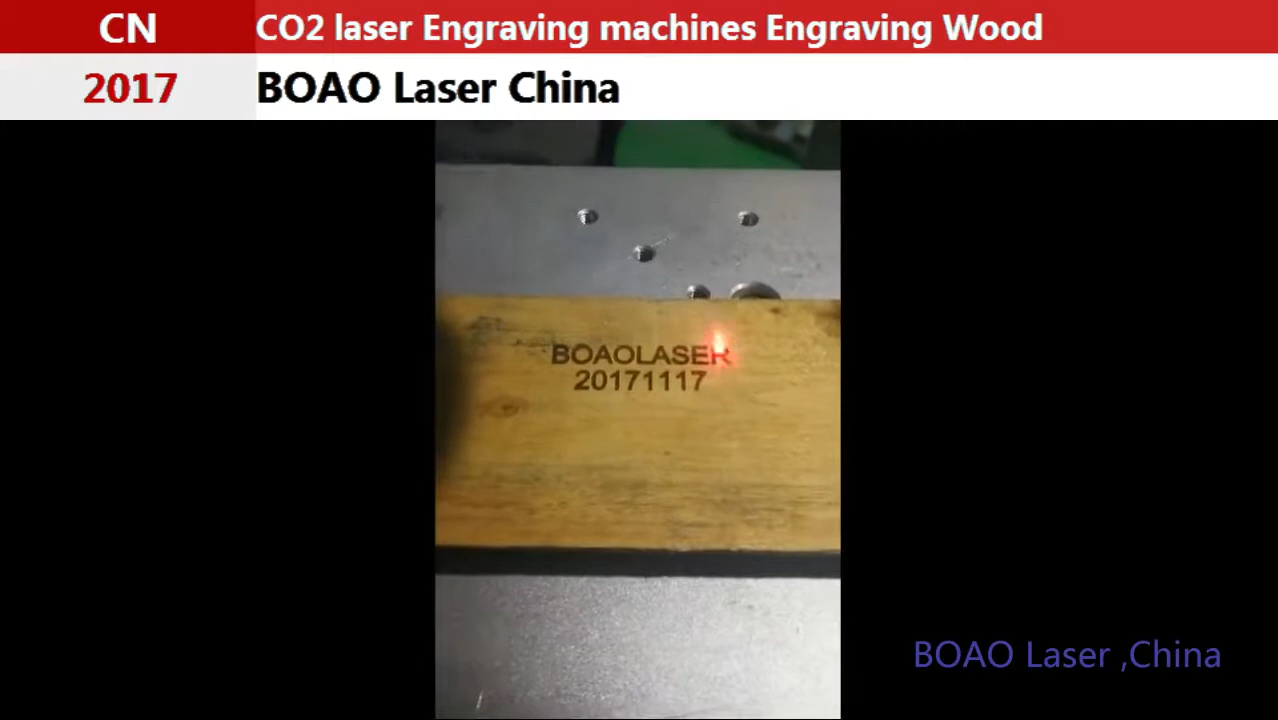 CN
CO2 laser Engraving machines Engraving Wood
2017
BOAO Laser China
BOAOLASER
20171117
BOAO Laser ,China